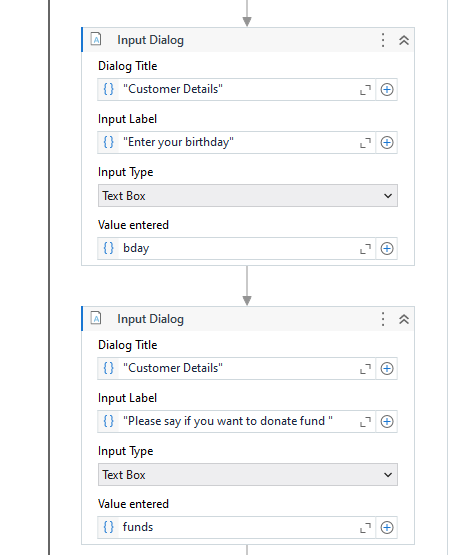 Input Dialog
Dialog Title
"Customer Details"
Input Label
"Enter your birthday"
Input Type
Text Box
Value entered
bday
Input Dialog
Dialog Title
"Customer Details"
Input Label
"Please say if you want to donate fund "
Input Type
Text Box
Value entered
funds